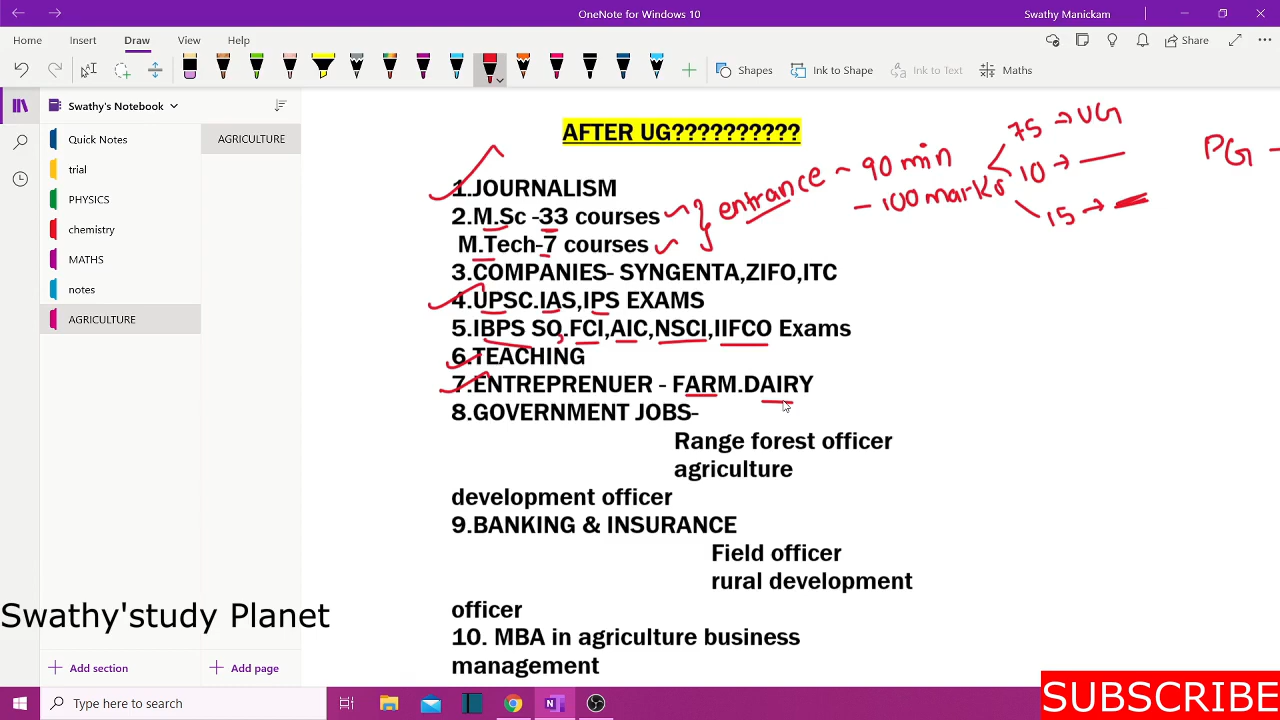 OneNote for Windows 10
Swathy Manickam
Home Insert Draw View Help
Share
Shapes Ink to Shape Ink to Text Maths
Swathy's Notebook
Quick Notes
trial
PHYSICS
chemistry
MATHS
notes
AGRICULTURE
Add section
AGRICULTURE
Add page
AFTER UG??????????
1.JOURNALISM
2.M.Sc -33 courses
M.Tech-7 courses
3.COMPANIES- SYNGENTA,ZIFO,ITC
4.UPSC.IAS,IPS EXAMS
5.IBPS SO.FCI,AIC,NSCI,IIFCO Exams
6.TEACHING
7.ENTREPRENUER - FARM.DAIRY
8.GOVERNMENT JOBS-
Range forest officer
agriculture
development officer
9.BANKING & INSURANCE
Field officer
rural development
officer
10. MBA in agriculture business
management
entrance ~ 90 min
- 100 marks
75 → UG
10 →
15 →
PG -
Swathy'study Planet
Type here to search
SUBSCRIBE